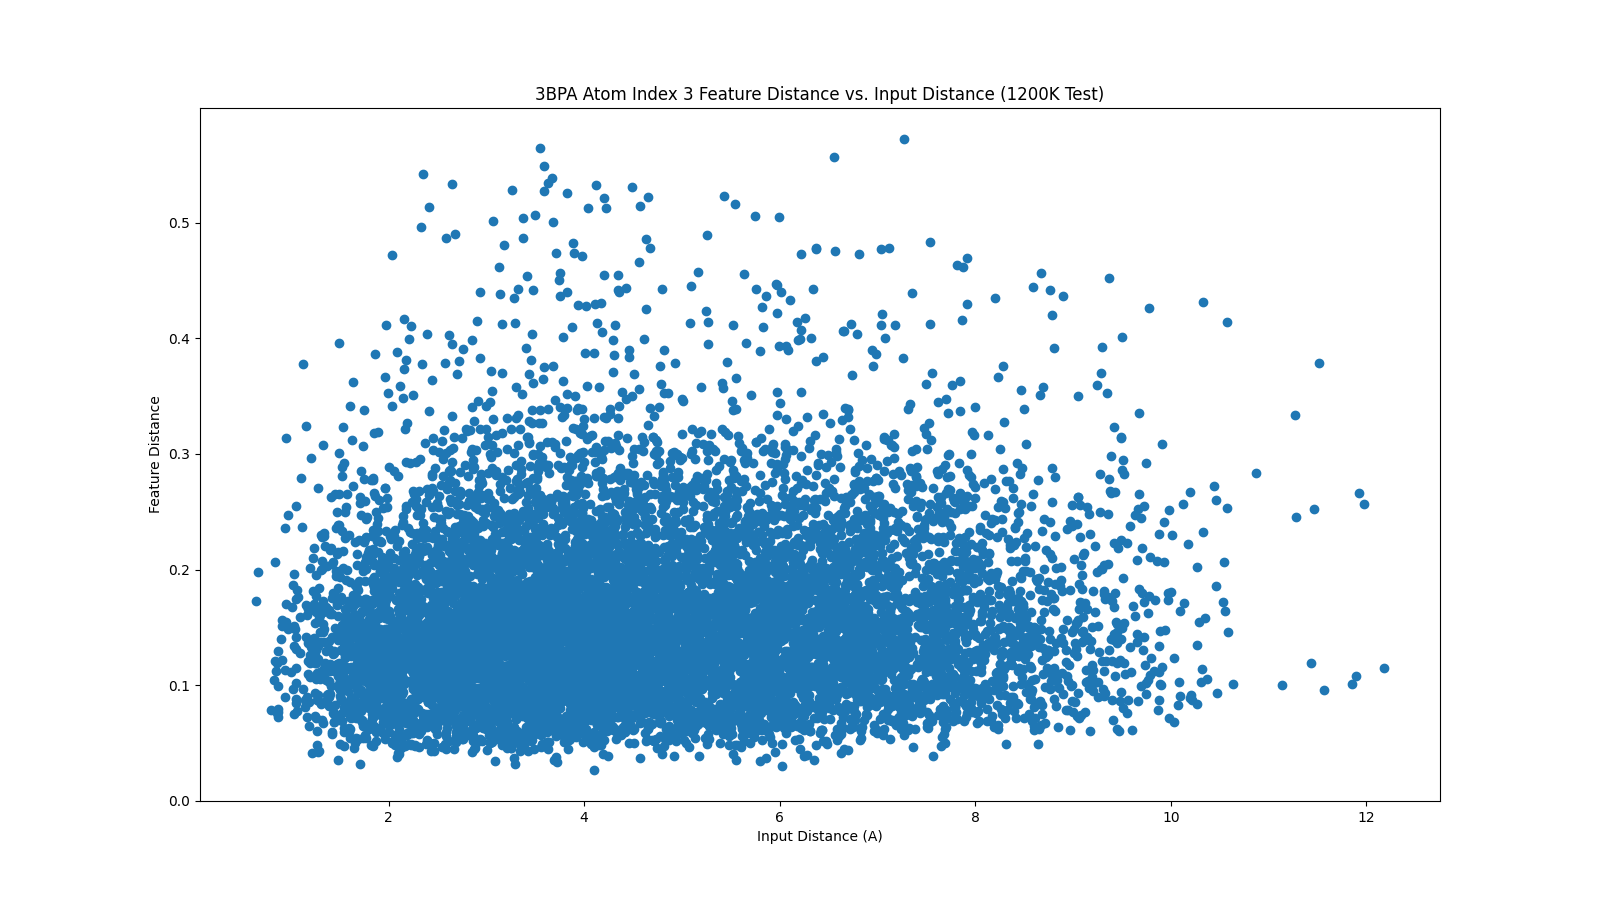 3BPA Atom Index 3 Feature Distance vs. Input Distance (1200K Test)
0.5
0.4
0.3
0.2
0.1
0.0
Feature Distance
2 4 6 8 10 12
Input Distance (A)